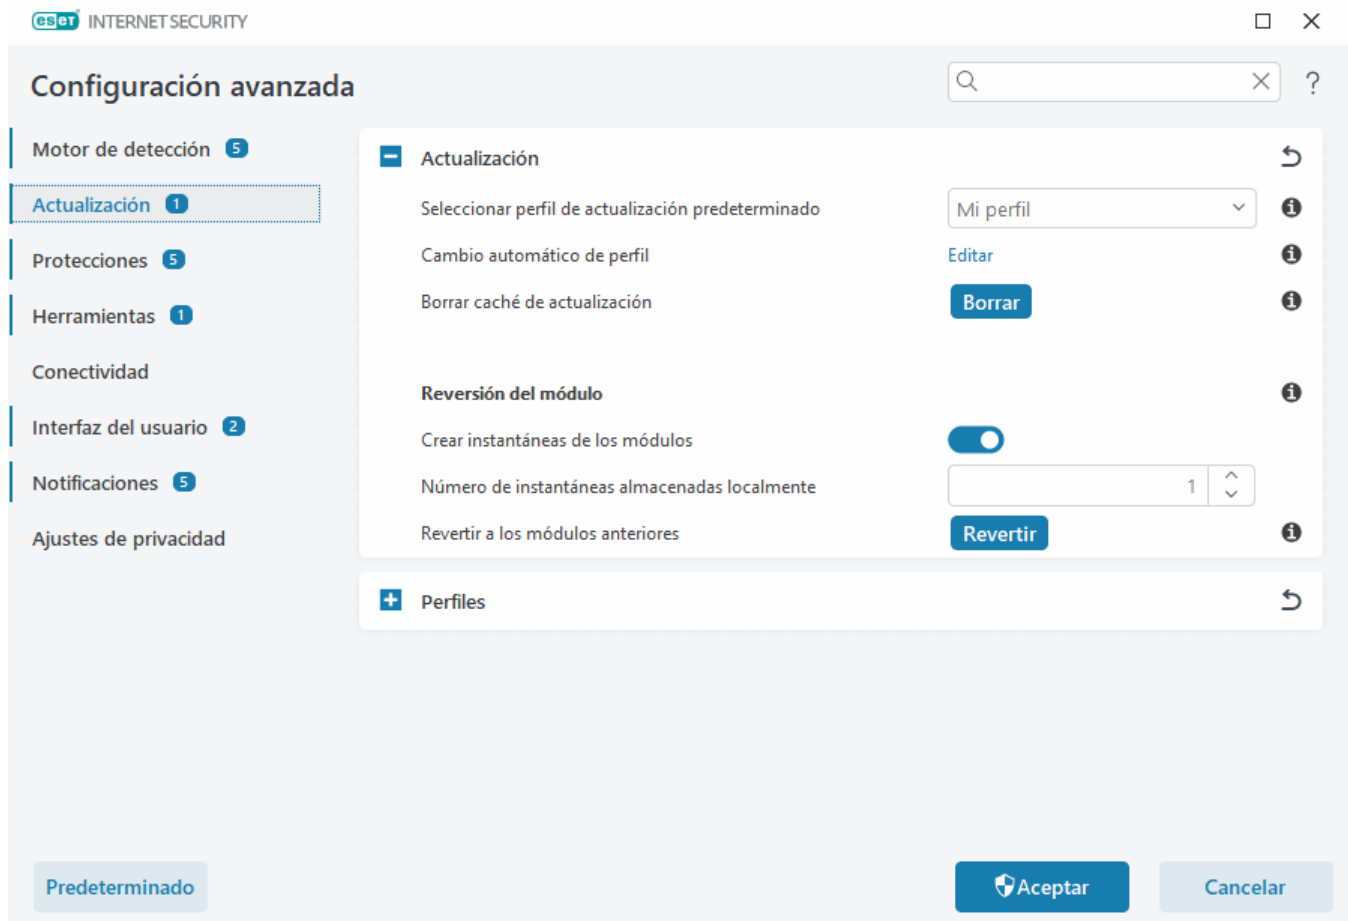 eset INTERNET SECURITY
Configuración avanzada
?
Motor de detección 5
Actualización 1
Protecciones 5
Herramientas 1
Conectividad
Interfaz del usuario 2
Notificaciones 5
Ajustes de privacidad
Actualización
Seleccionar perfil de actualización predeterminado Mi perfil
Cambio automático de perfil Editar
Borrar caché de actualización Borrar
Reversión del módulo
Crear instantáneas de los módulos
Número de instantáneas almacenadas localmente 1
Revertir a los módulos anteriores Revertir
Perfiles
Predeterminado Aceptar Cancelar